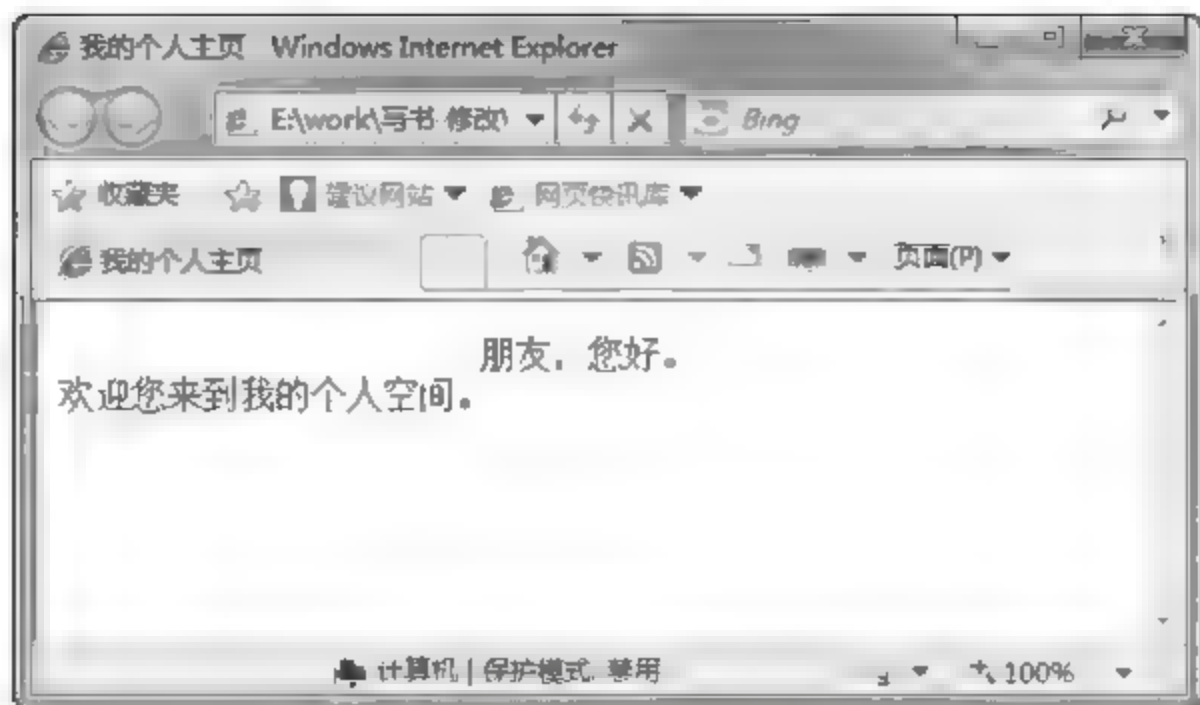 我的个人主页 Windows Internet Explorer
E:\work\写书 修改\ Bing
收藏夹 建议网站 网页快讯库
我的个人主页 页面(P)
朋友，您好。
欢迎您来到我的个人空间。
计算机 | 保护模式: 禁用 100%